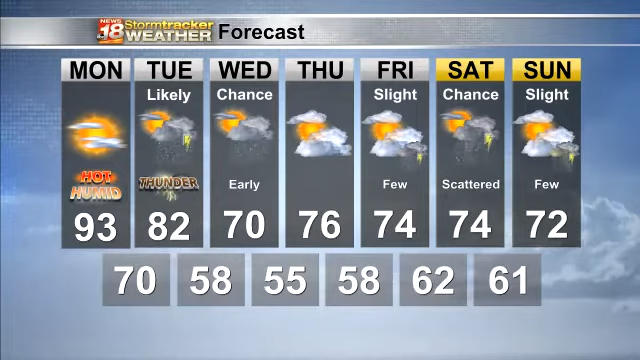 NEWS
abc 18
Stormtracker
WEATHER
Forecast
MON TUE WED THU FRI SAT SUN
Likely Chance Slight Chance Slight
HOT
HUMID
THUNDER
Early Few Scattered Few
93 82 70 76 74 74 72
70 58 55 58 62 61